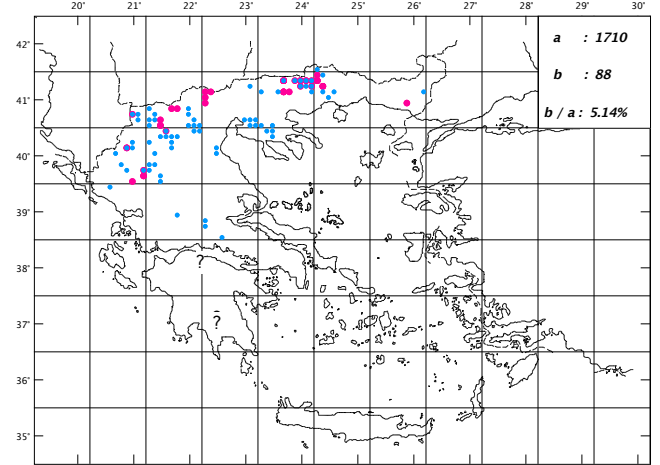 20' 21' 22' 23' 24' 25' 26' 27' 28' 29' 30'
42'
a : 1710
b : 88
41'
b / a : 5.14%
40'
39'
?
38'
37'
?
36'
35'